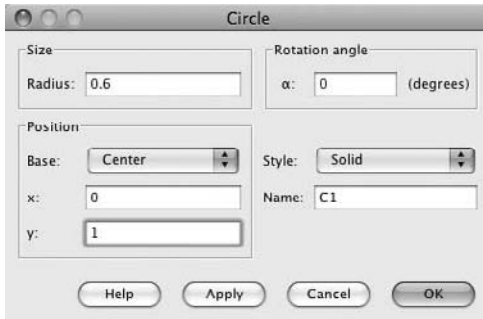 Circle
Size
Radius: 0.6
Rotation angle
α: 0 (degrees)
Position
Base: Center
x: 0
y: 1
Style: Solid
Name: C1
Help Apply Cancel OK